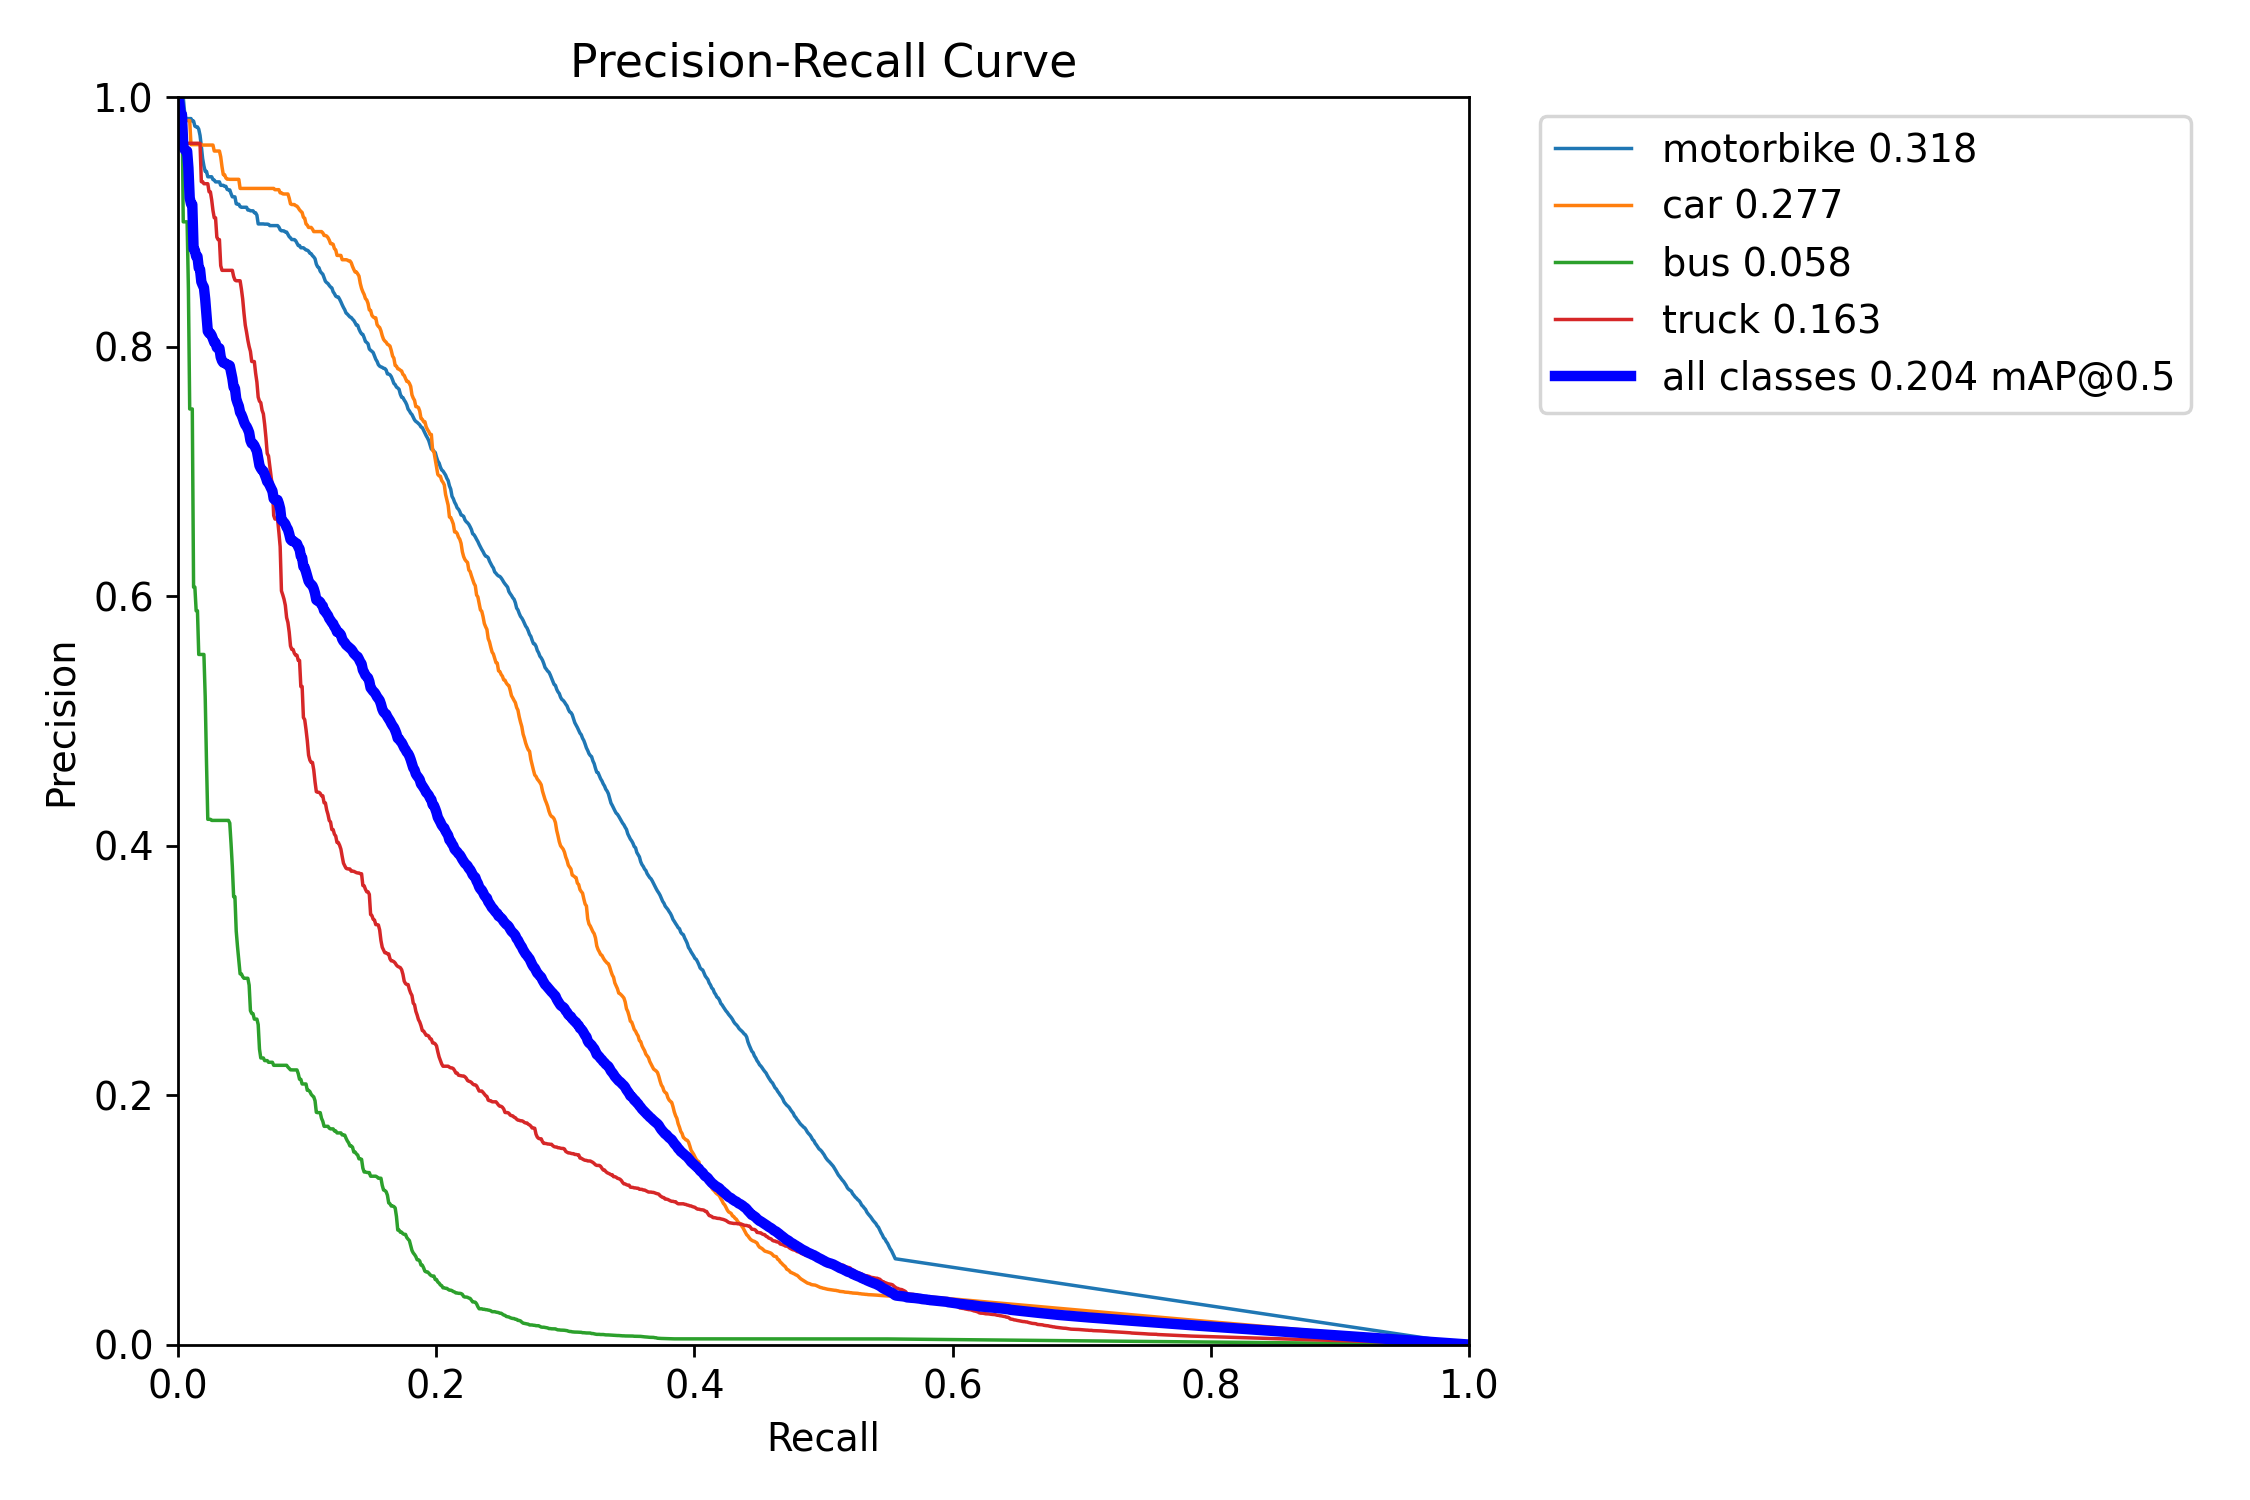 Precision-Recall Curve
1.0
0.8
0.6
0.4
0.2
0.0
Precision
0.0 0.2 0.4 0.6 0.8 1.0
Recall
motorbike 0.318
car 0.277
bus 0.058
truck 0.163
all classes 0.204 mAP@0.5